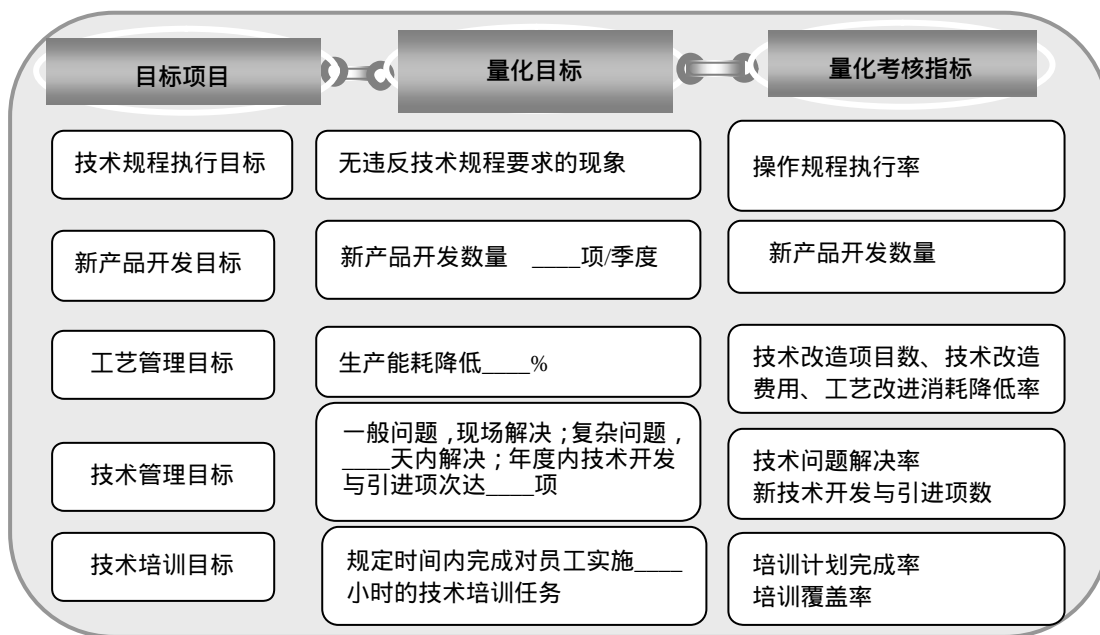 目标项目
量化目标
量化考核指标
技术规程执行目标
无违反技术规程要求的现象
操作规程执行率
新产品开发目标
新产品开发数量 ____项/季度
新产品开发数量
工艺管理目标
生产能耗降低____%
技术改造项目数、技术改造
费用、工艺改进消耗降低率
技术管理目标
一般问题，现场解决；复杂问题，
____天内解决；年度内技术开发
与引进项次达____项
技术问题解决率
新技术开发与引进项数
技术培训目标
规定时间内完成对员工实施____
小时的技术培训任务
培训计划完成率
培训覆盖率